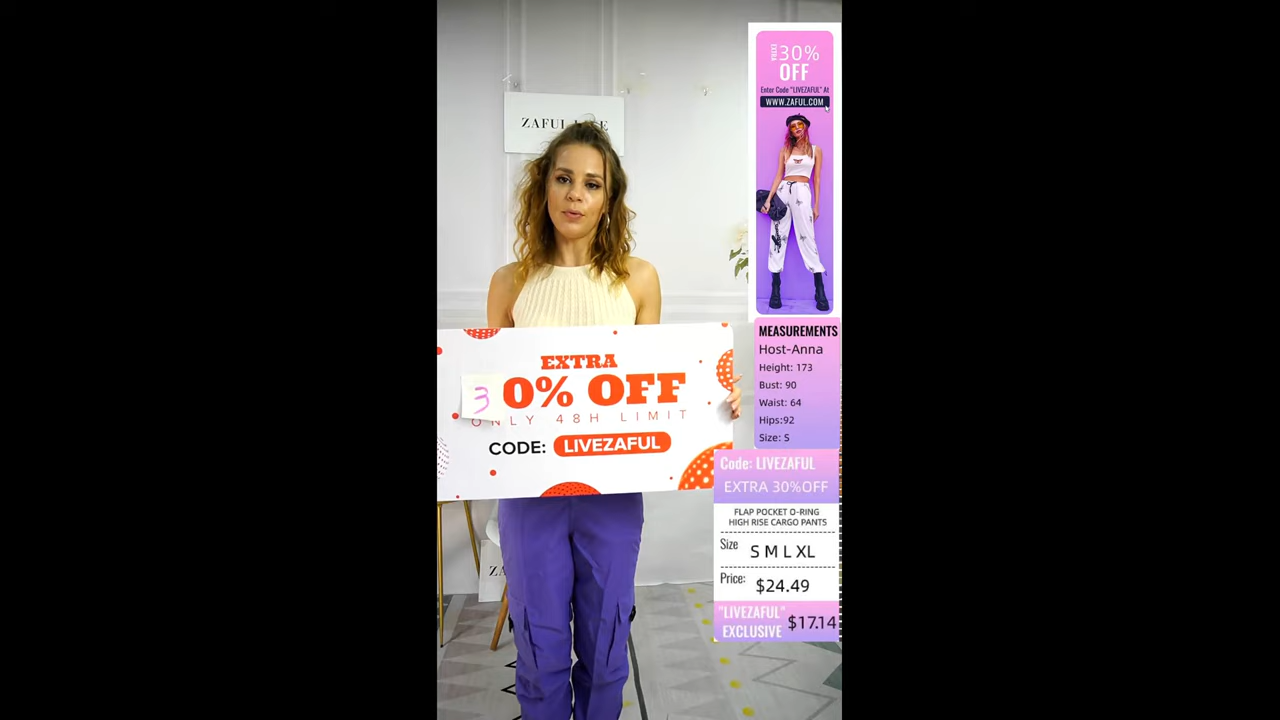 ZAFUL
EXTRA
30% OFF
ONLY 48H LIMIT
CODE: LIVEZAFUL
ZA
EXTRA 30%
OFF
Enter Code "LIVEZAFUL" At
WWW.ZAFUL.COM
MEASUREMENTS
Host-Anna
Height: 173
Bust: 90
Waist: 64
Hips:92
Size: S
Code: LIVEZAFUL
EXTRA 30%OFF
FLAP POCKET O-RING
HIGH RISE CARGO PANTS
Size
S M L XL
Price:
$24.49
"LIVEZAFUL"
EXCLUSIVE
$17.14